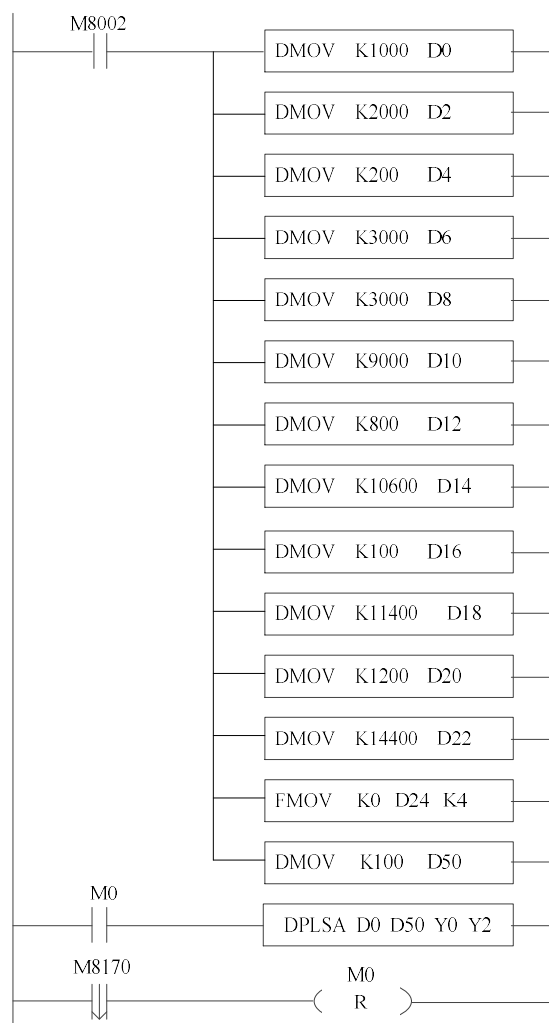 M8002
DMOV K1000 D0
DMOV K2000 D2
DMOV K200 D4
DMOV K3000 D6
DMOV K3000 D8
DMOV K9000 D10
DMOV K800 D12
DMOV K10600 D14
DMOV K100 D16
DMOV K11400 D18
DMOV K1200 D20
DMOV K14400 D22
FMOV K0 D24 K4
DMOV K100 D50
M0
DPLSA D0 D50 Y0 Y2
M8170
M0
R